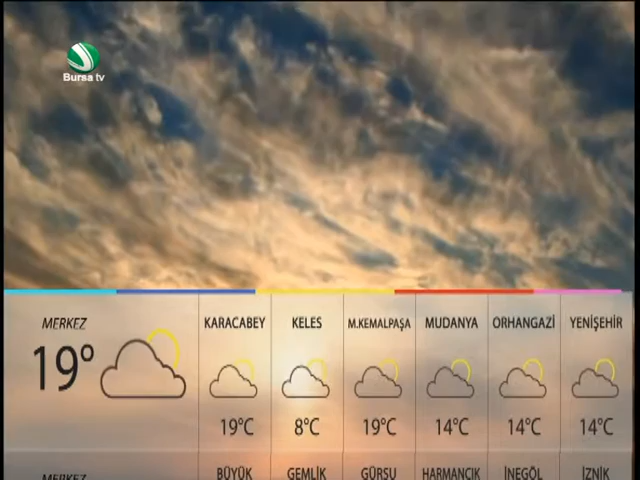 Bursa tv
MERKEZ
19°
KARACABEY
KELES
M.KEMALPAŞA
MUDANYA
ORHANGAZİ
YENİŞEHİR
19°C
8°C
19°C
14°C
14°C
14°C
MERKEZ
BÜYÜK
GEMLİK
GÜRSU
HARMANCIK
İNEGÖL
İZNİK